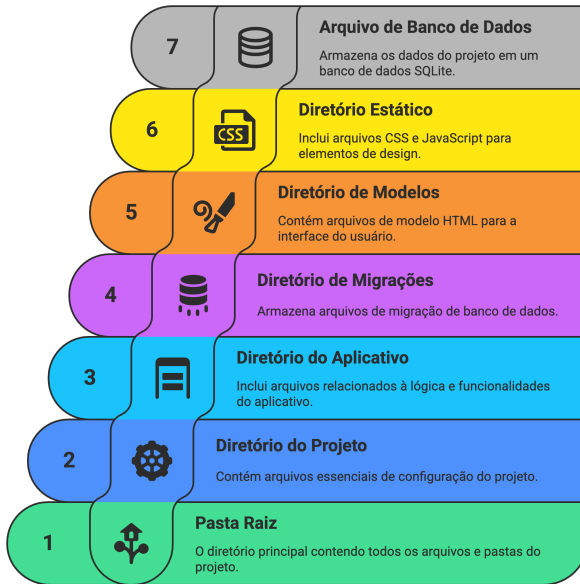 7
Arquivo de Banco de Dados
Armazena os dados do projeto em um
banco de dados SQLite.
6
CSS
Diretório Estático
Inclui arquivos CSS e JavaScript para
elementos de design.
5
Diretório de Modelos
Contém arquivos de modelo HTML para a
interface do usuário.
4
Diretório de Migrações
Armazena arquivos de migração de banco de dados.
3
Diretório do Aplicativo
Inclui arquivos relacionados à lógica e funcionalidades
do aplicativo.
2
Diretório do Projeto
Contém arquivos essenciais de configuração do projeto.
1
Pasta Raiz
O diretório principal contendo todos os arquivos e pastas do
projeto.